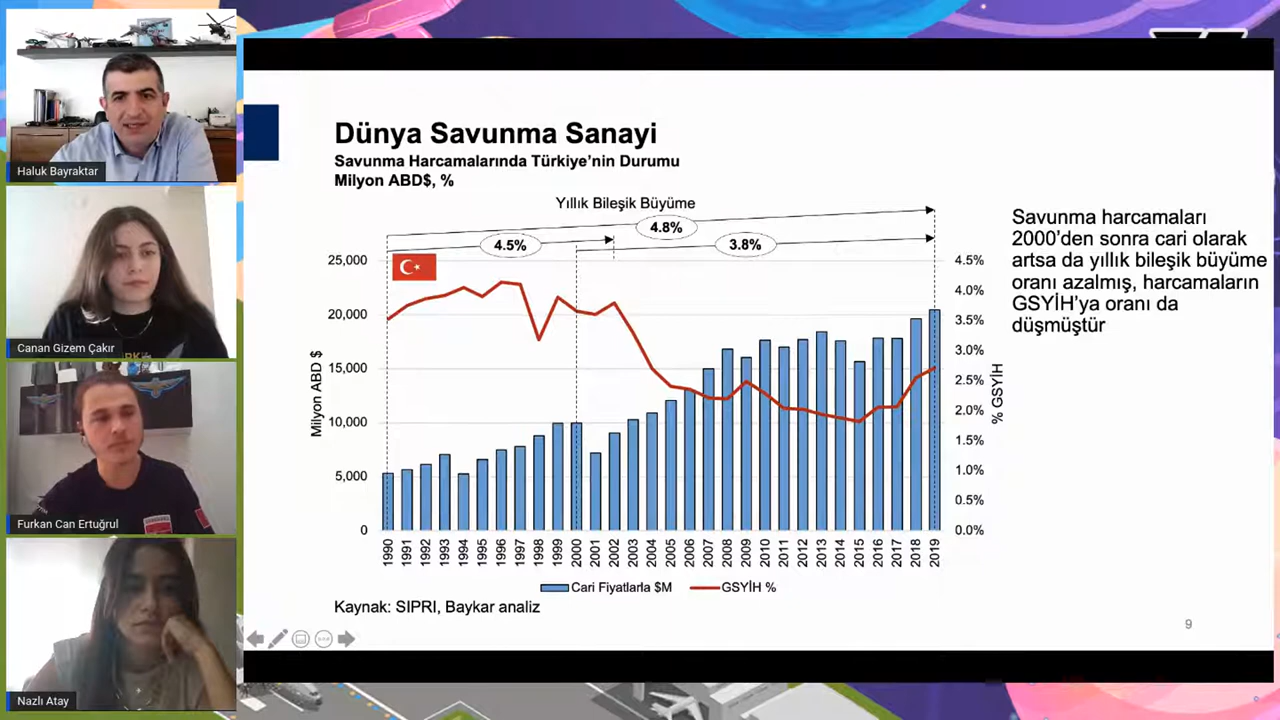 Haluk Bayraktar
Canan Gizem Çakır
Furkan Can Ertuğrul
Nazlı Atay
Dünya Savunma Sanayi
Savunma Harcamalarında Türkiye'nin Durumu
Milyon ABD$, %
Yıllık Bileşik Büyüme
4.8%
4.5%
3.8%
25,000
20,000
15,000
10,000
5,000
0
Milyon ABD $
4.5%
4.0%
3.5%
3.0%
2.5%
2.0%
1.5%
1.0%
0.5%
0.0%
% GSYİH
1990 1991 1992 1993 1994 1995 1996 1997 1998 1999 2000 2001 2002 2003 2004 2005 2006 2007 2008 2009 2010 2011 2012 2013 2014 2015 2016 2017 2018 2019
Cari Fiyatlarla $M GSYİH %
Kaynak: SIPRI, Baykar analiz
Savunma harcamaları
2000'den sonra cari olarak
artsa da yıllık bileşik büyüme
oranı azalmış, harcamaların
GSYİH'ya oranı da
düşmüştür
9